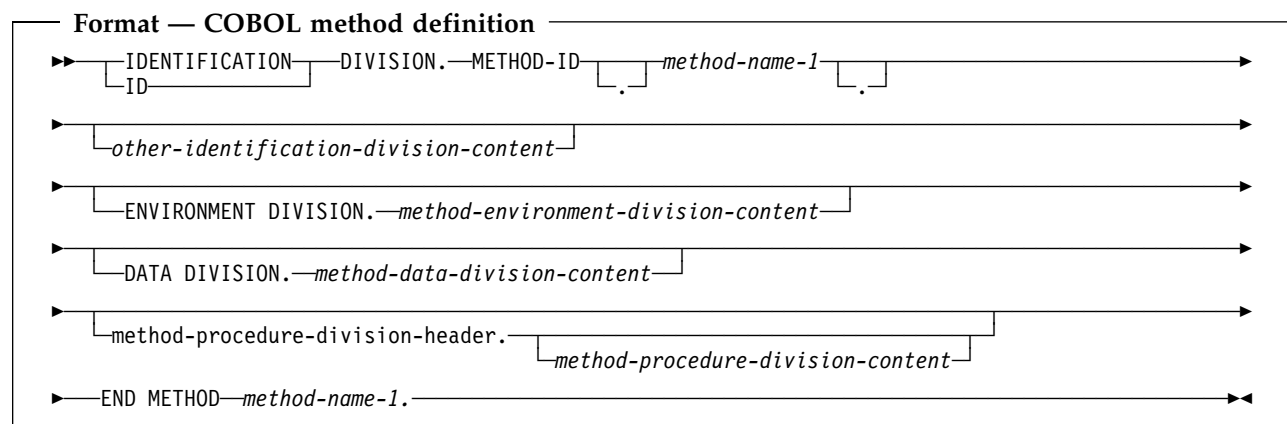 Format — COBOL method definition
IDENTIFICATION DIVISION. METHOD-ID . method-name-1 .
ID
other-identification-division-content
ENVIRONMENT DIVISION. method-environment-division-content
DATA DIVISION. method-data-division-content
method-procedure-division-header.
method-procedure-division-content
END METHOD method-name-1.